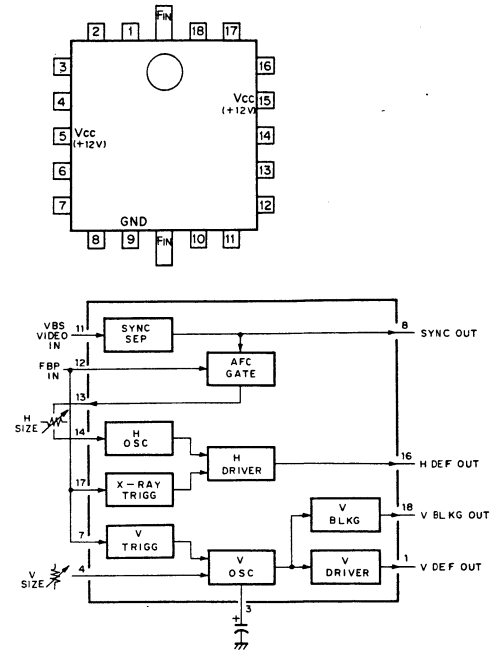 2 1 FIN 18 17
3 16
4 VCC 15
(+12V)
5 VCC 14
(+12V)
6 13
7 12
GND
8 9 FIN 10 11
VBS VIDEO IN 11 SYNC SEP 8 SYNC OUT
FBP IN 12 AFC GATE
13
H SIZE 14 H OSC H DRIVER 16 H DEF OUT
17 X-RAY TRIGG
V BLKG 18 V BLKG OUT
7 V TRIGG
V SIZE 4 V OSC V DRIVER 1 V DEF OUT
3
+